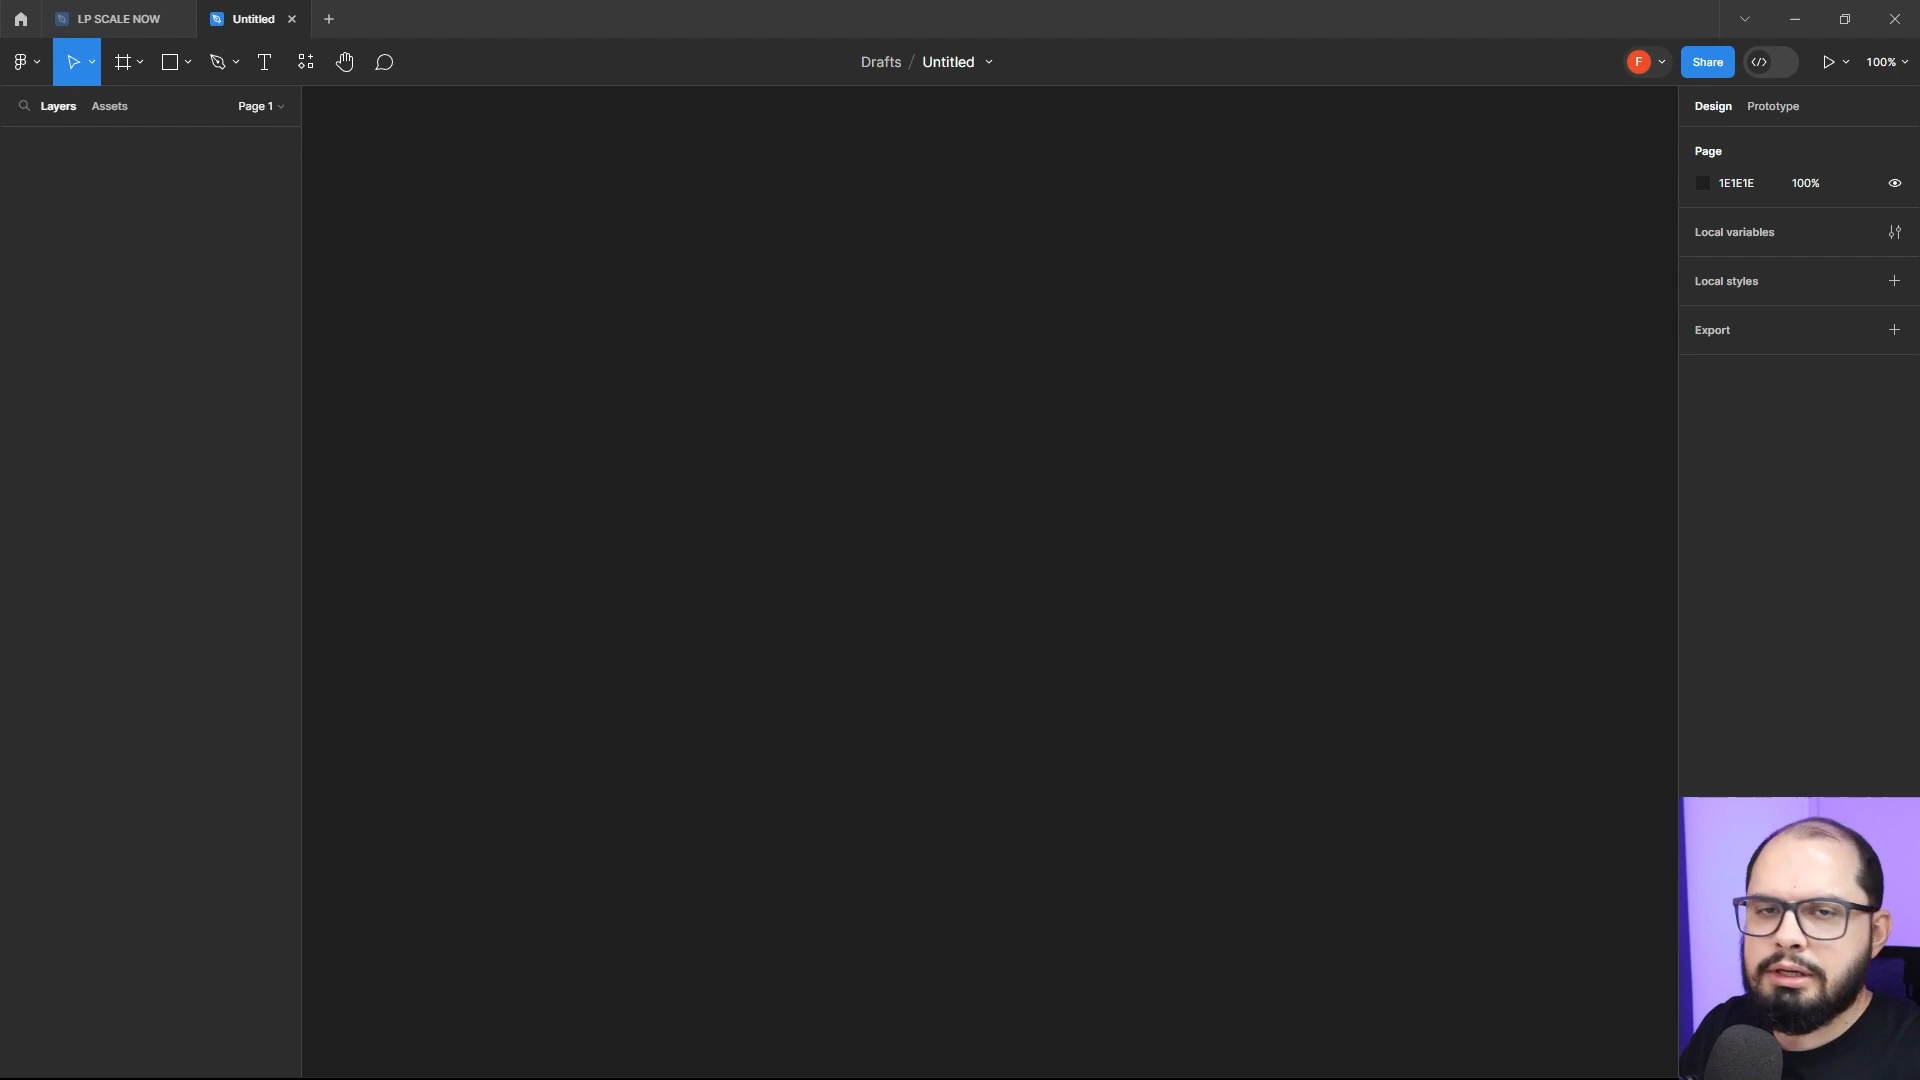 LP SCALE NOW
Untitled
Drafts / Untitled
F
Share
100%
Layers
Assets
Page 1
Design
Prototype
Page
1E1E1E
100%
Local variables
Local styles
Export